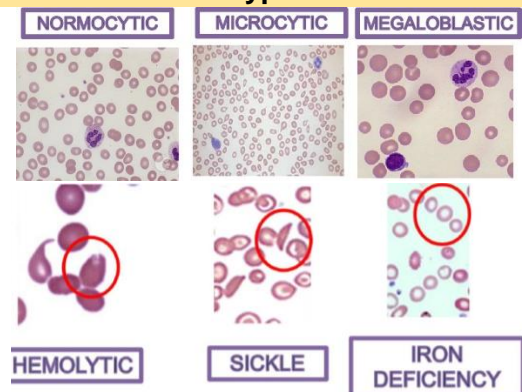 NORMOCYTIC
MICROCYTIC
MEGALOBLASTIC
HEMOLYTIC
SICKLE
IRON
DEFICIENCY